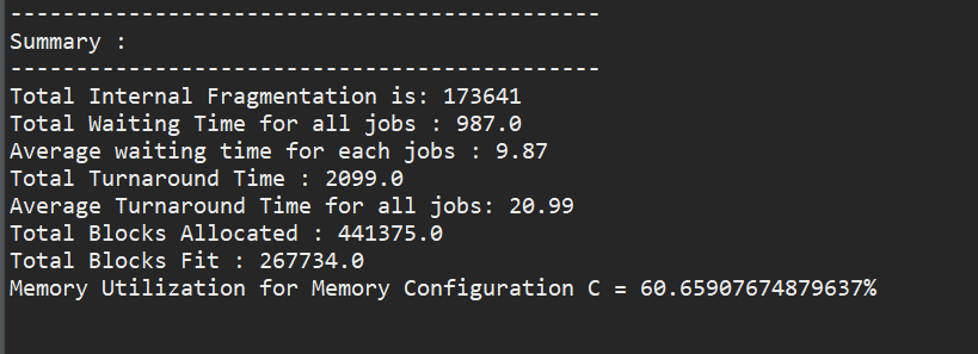 ---------------------------------------------
Summary :
---------------------------------------------
Total Internal Fragmentation is: 173641
Total Waiting Time for all jobs : 987.0
Average waiting time for each jobs : 9.87
Total Turnaround Time : 2099.0
Average Turnaround Time for all jobs: 20.99
Total Blocks Allocated : 441375.0
Total Blocks Fit : 267734.0
Memory Utilization for Memory Configuration C = 60.65907674879637%